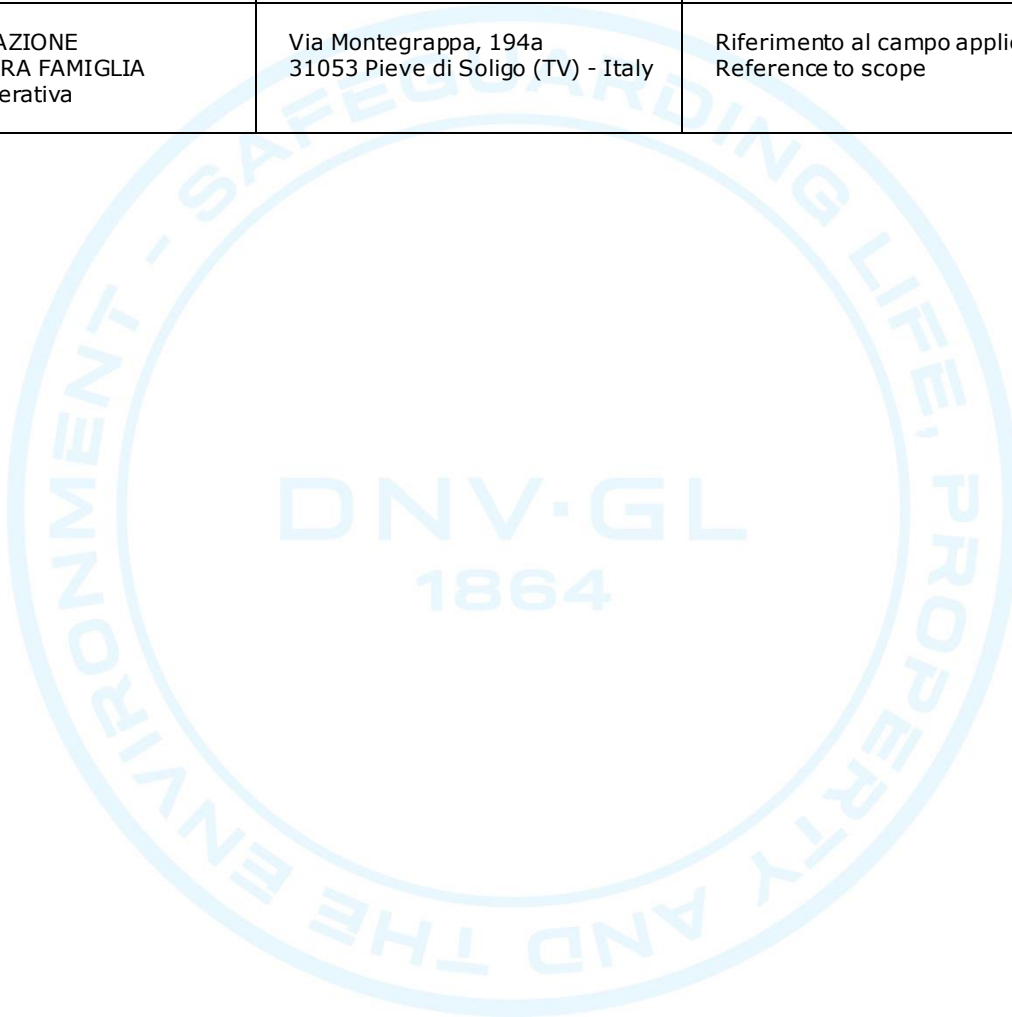 AZIONE
RA FAMIGLIA
erativa
Via Montegrappa, 194a
31053 Pieve di Soligo (TV) - Italy
Riferimento al campo applic
Reference to scope
SAFEGUARDING LIFE, PROPERTY AND THE ENVIRONMENT -
DNV·GL
1864